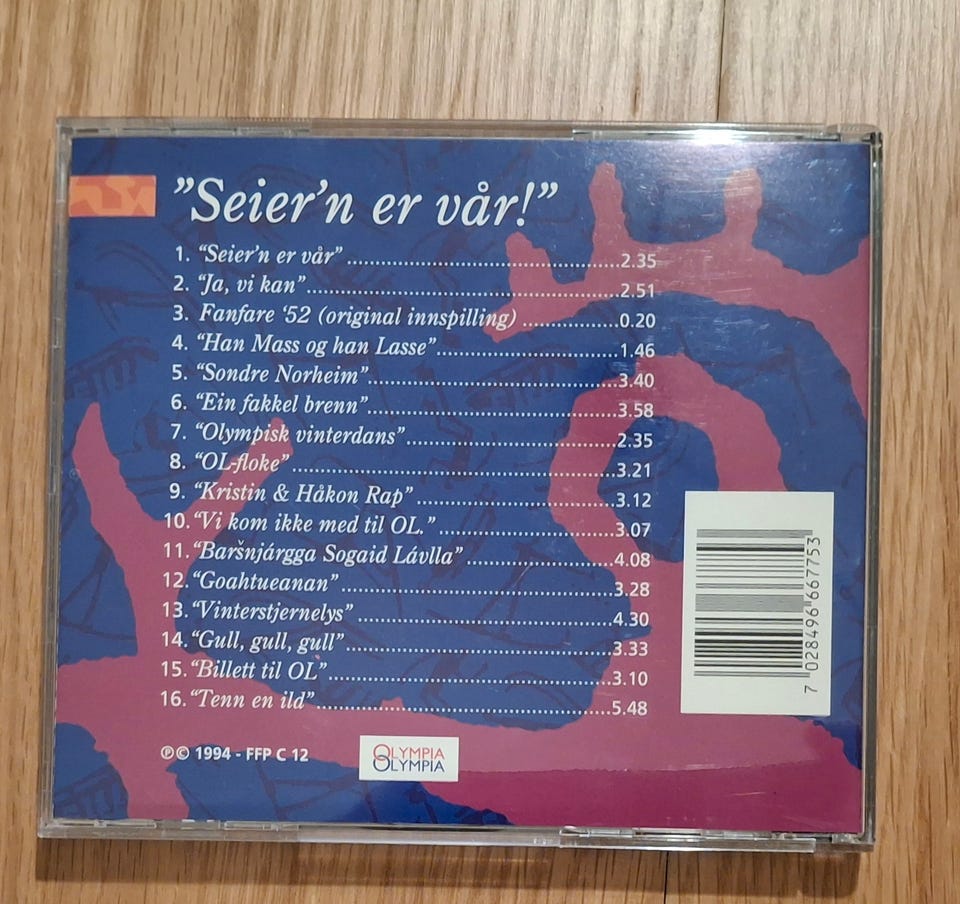 "Seier'n er vår!"
1. "Seier'n er vår" ........ 2.35
2. "Ja, vi kan" ........ 2.51
3. Fanfare '52 (original innspilling) ........ 0.20
4. "Han Mass og han Lasse" ........ 1.46
5. "Sondre Norheim" ........ 3.40
6. "Ein fakkel brenn" ........ 3.58
7. "Olympisk vinterdans" ........ 2.35
8. "OL-floke" ........ 3.21
9. "Kristin & Håkon Rap" ........ 3.12
10. "Vi kom ikke med til OL." ........ 3.07
11. "Baršnjárgga Sogaid Lávlla" ........ 4.08
12. "Goahtueanan" ........ 3.28
13. "Vinterstjernelys" ........ 4.30
14. "Gull, gull, gull" ........ 3.33
15. "Billett til OL" ........ 3.10
16. "Tenn en ild" ........ 5.48
℗© 1994 - FFP C 12
OLYMPIA
OLYMPIA
7 028496 667753